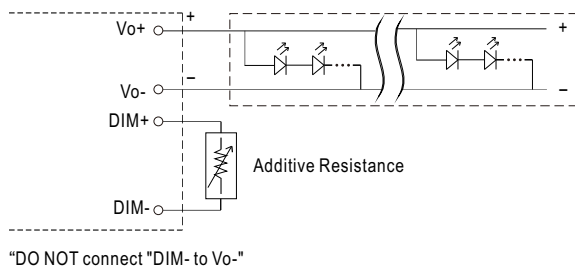 Vo+
+
+
Vo-
–
–
DIM+
Additive Resistance
DIM-
“DO NOT connect "DIM- to Vo-"